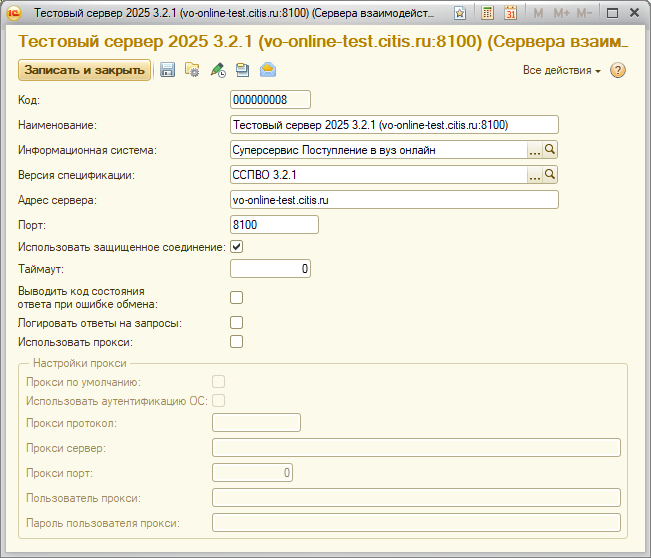 Тестовый сервер 2025 3.2.1 (vo-online-test.citis.ru:8100) (Сервера взаимодейст...
M M+ M-
Тестовый сервер 2025 3.2.1 (vo-online-test.citis.ru:8100) (Сервера взаим...
Записать и закрыть
Все действия
Код: 000000008
Наименование: Тестовый сервер 2025 3.2.1 (vo-online-test.citis.ru:8100)
Информационная система: Суперсервис Поступление в вуз онлайн ...
Версия спецификации: ССПВО 3.2.1 ...
Адрес сервера: vo-online-test.citis.ru
Порт: 8100
Использовать защищенное соединение:
Таймаут: 0
Выводить код состояния
ответа при ошибке обмена:
Логировать ответы на запросы:
Использовать прокси:
Настройки прокси
Прокси по умолчанию:
Использовать аутентификацию ОС:
Прокси протокол:
Прокси сервер:
Прокси порт: 0
Пользователь прокси:
Пароль пользователя прокси: